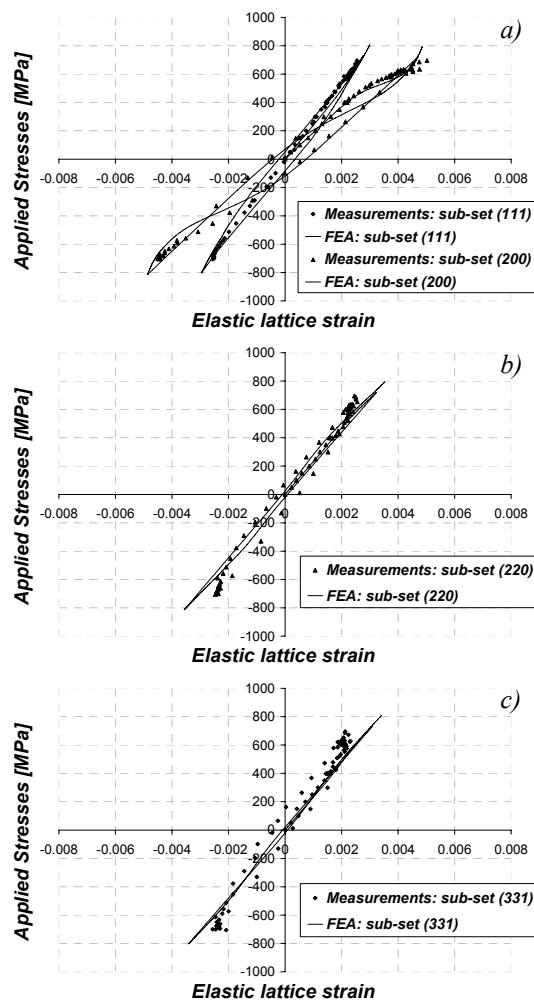 a)
800
600
400
200
0
-200
-400
-600
-800
-1000
-0.008 -0.006 -0.004 -0.002 0 0.002 0.004 0.006 0.008
Applied Stresses [MPa]
Elastic lattice strain
Measurements: sub-set (111)
FEA: sub-set (111)
Measurements: sub-set (200)
FEA: sub-set (200)
b)
800
600
400
200
0
-200
-400
-600
-800
-1000
-0.008 -0.006 -0.004 -0.002 0 0.002 0.004 0.006 0.008
Applied Stresses [MPa]
Elastic lattice strain
Measurements: sub-set (220)
FEA: sub-set (220)
c)
1000
800
600
400
200
0
-200
-400
-600
-800
-1000
-0.008 -0.006 -0.004 -0.002 0 0.002 0.004 0.006 0.008
Applied Stresses [MPa]
Elastic lattice strain
Measurements: sub-set (331)
FEA: sub-set (331)